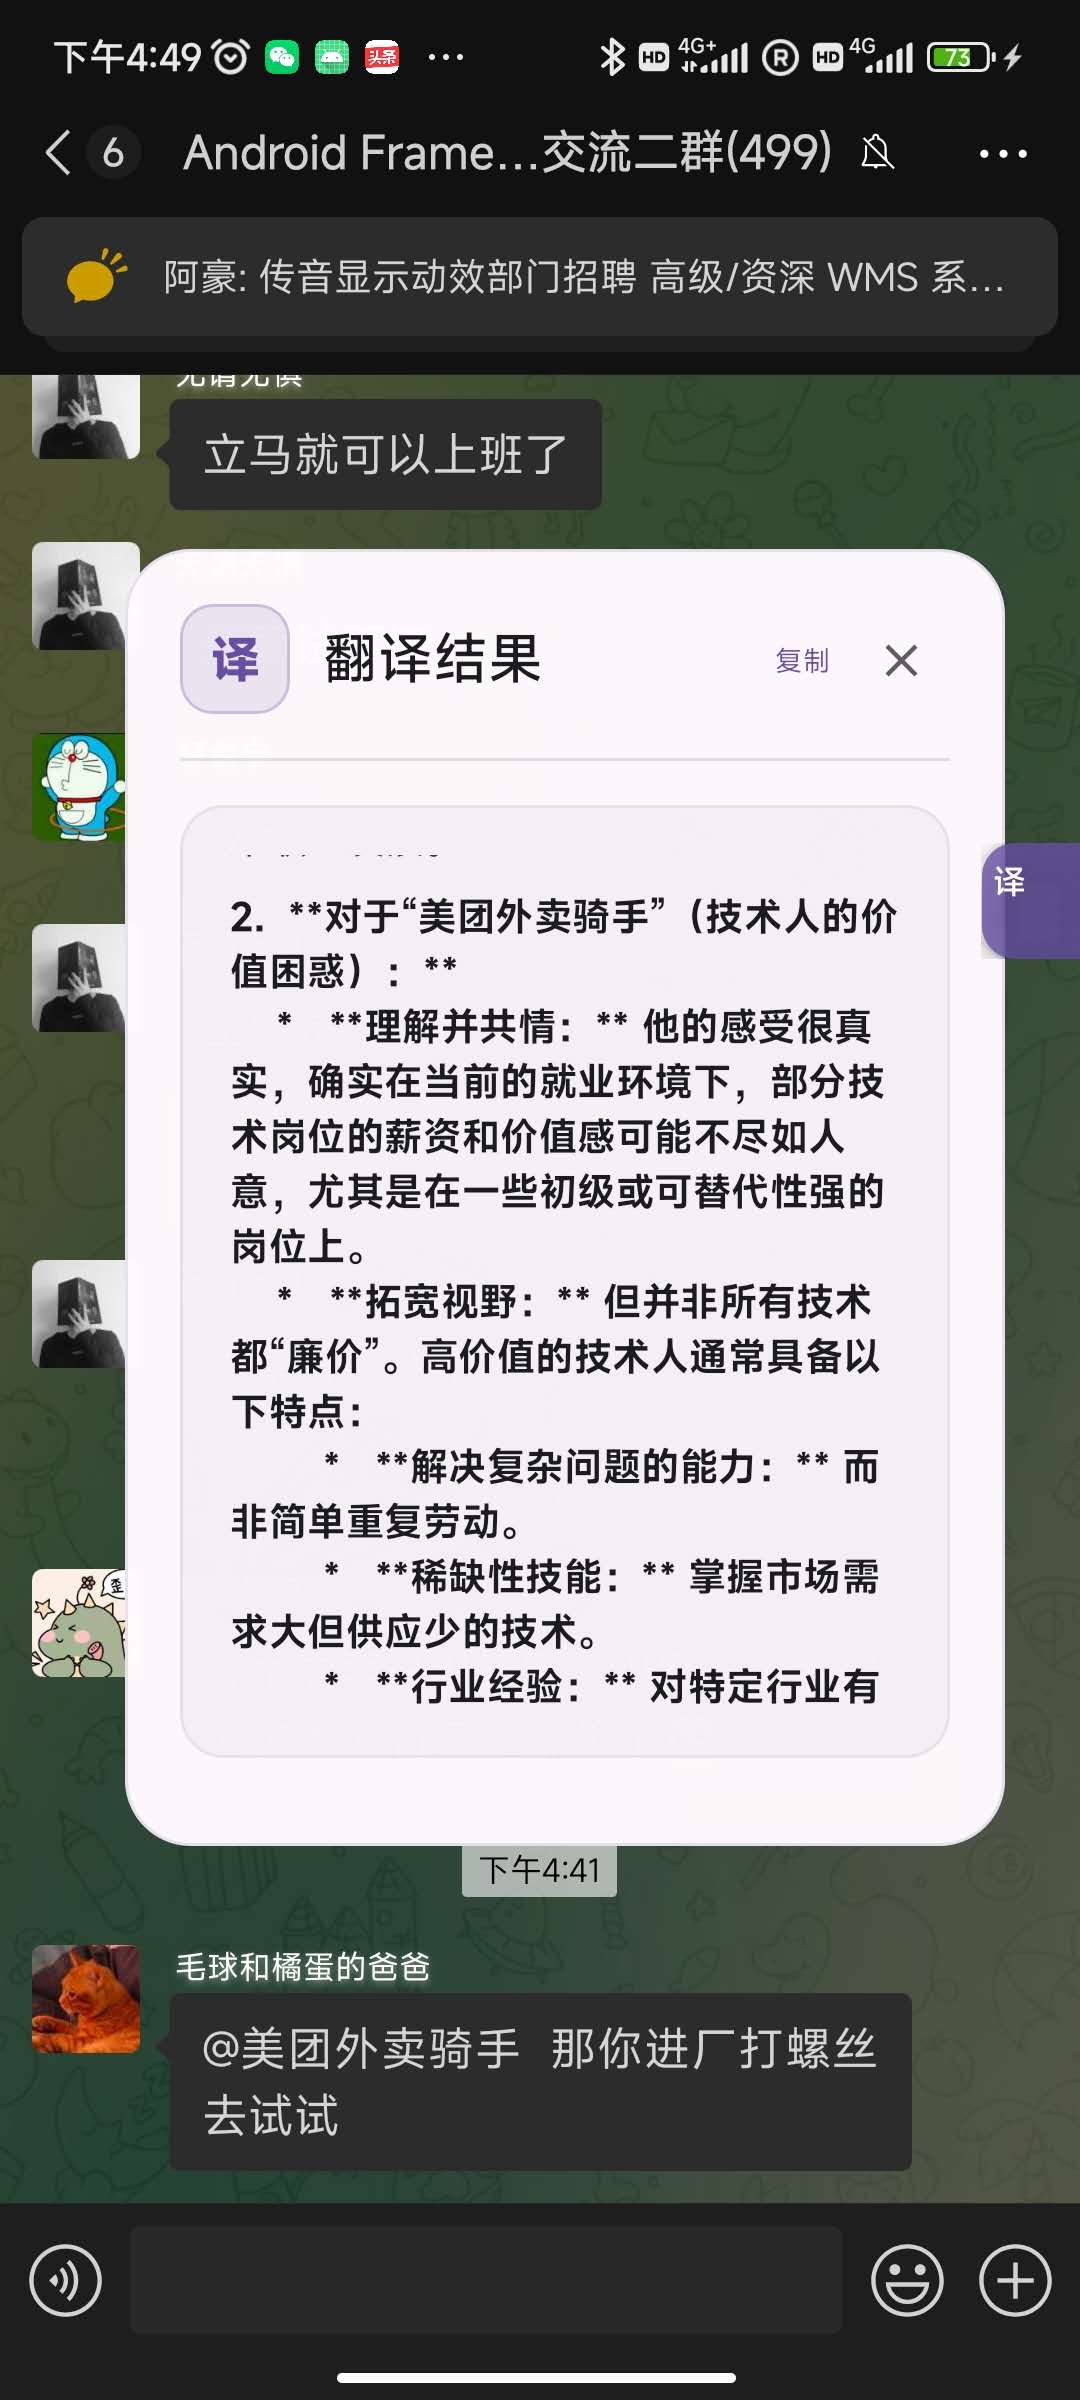 下午4:49
头条
HD
4G+
R
HD
4G
73
6
Android Frame...交流二群(499)
阿豪: 传音显示动效部门招聘 高级/资深 WMS 系...
立马就可以上班了
译
翻译结果
复制
译
2. **对于“美团外卖骑手”（技术人的价
值困惑）：**
* **理解并共情：** 他的感受很真
实，确实在当前的就业环境下，部分技
术岗位的薪资和价值感可能不尽如人
意，尤其是在一些初级或可替代性强的
岗位上。
* **拓宽视野：** 但并非所有技术
都“廉价”。高价值的技术人通常具备以
下特点：
* **解决复杂问题的能力：** 而
非简单重复劳动。
* **稀缺性技能：** 掌握市场需
求大但供应少的技术。
* **行业经验：** 对特定行业有
歪
下午4:41
毛球和橘蛋的爸爸
@美团外卖骑手 那你进厂打螺丝
去试试